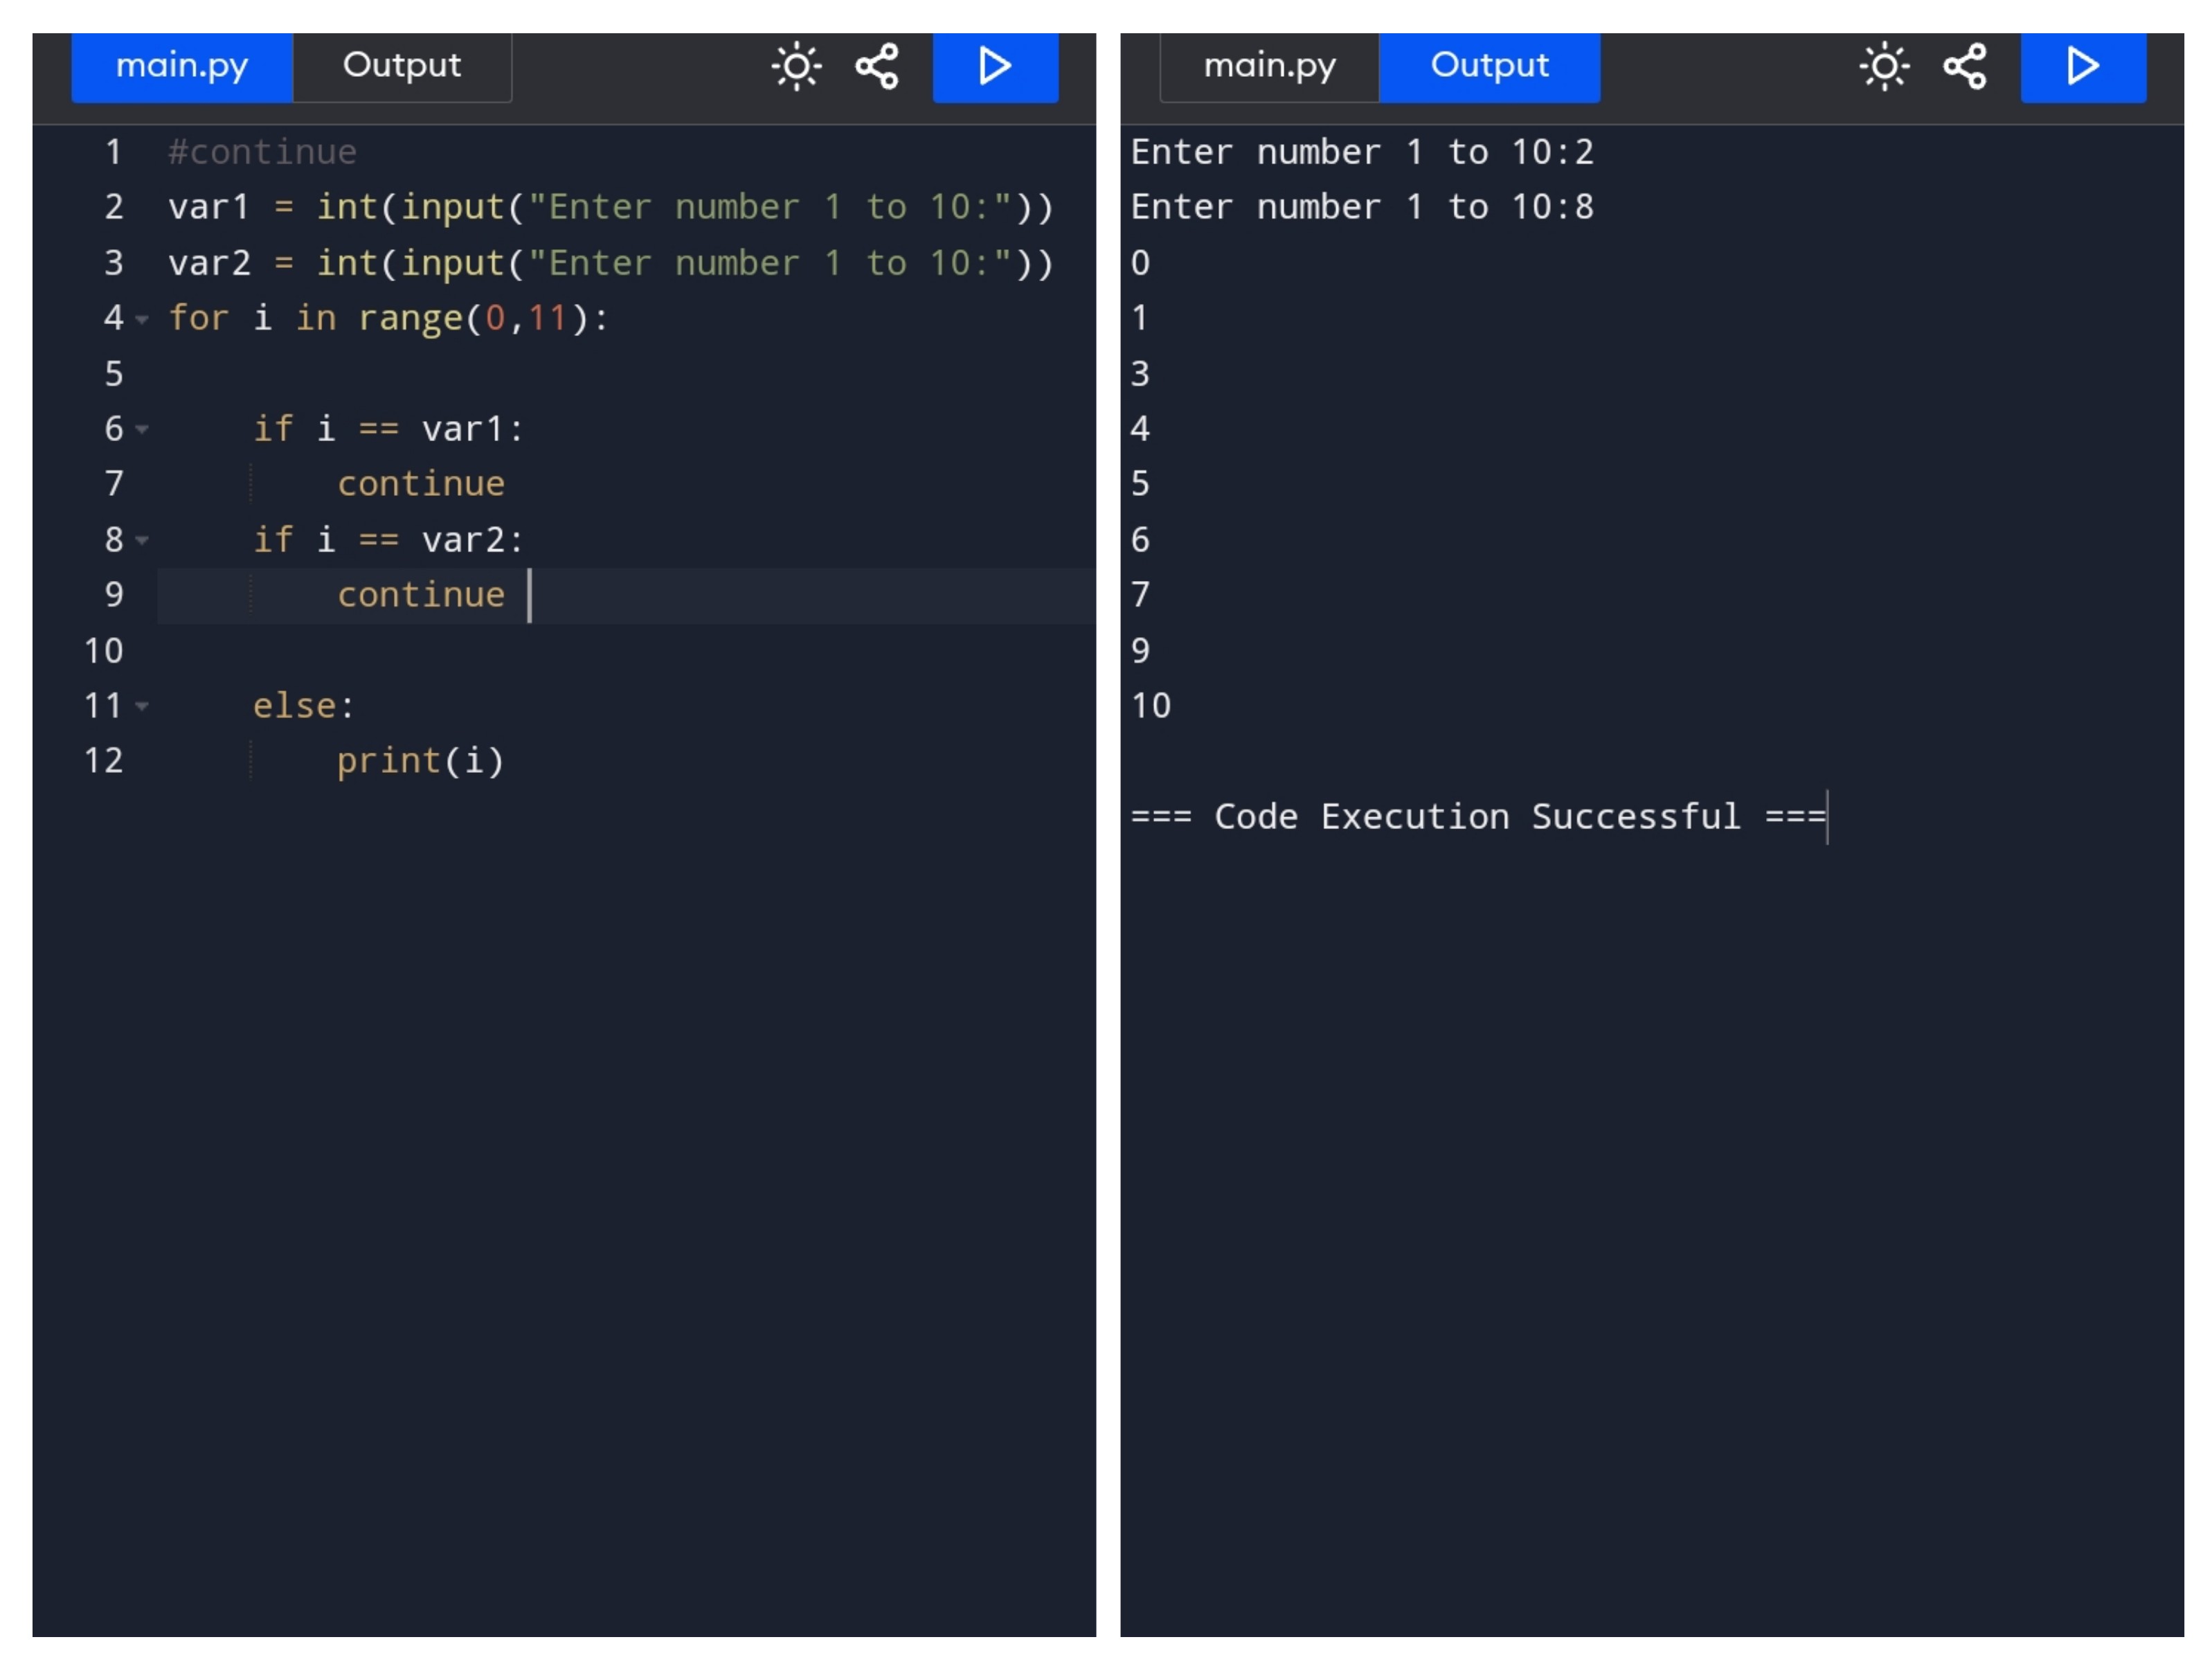 main.py Output
1 #continue
2 var1 = int(input("Enter number 1 to 10:"))
3 var2 = int(input("Enter number 1 to 10:"))
4 for i in range(0,11):
5
6     if i == var1:
7         continue
8     if i == var2:
9         continue
10
11     else:
12         print(i)
main.py Output
Enter number 1 to 10:2
Enter number 1 to 10:8
0
1
3
4
5
6
7
9
10
=== Code Execution Successful ===